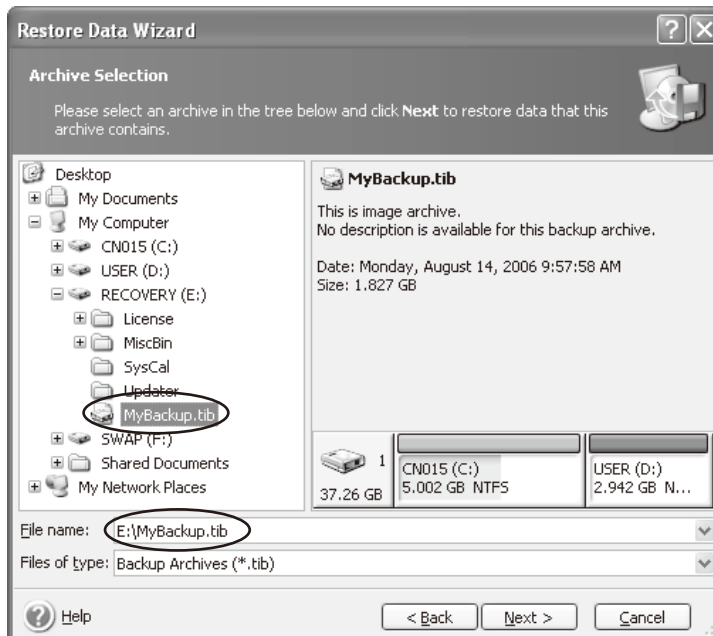 Restore Data Wizard
Archive Selection
Please select an archive in the tree below and click Next to restore data that this
archive contains.
Desktop
My Documents
My Computer
CN015 (C:)
USER (D:)
RECOVERY (E:)
License
MiscBin
SysCal
Updater
MyBackup.tib
SWAP (F:)
Shared Documents
My Network Places
MyBackup.tib
This is image archive.
No description is available for this backup archive.
Date: Monday, August 14, 2006 9:57:58 AM
Size: 1.827 GB
1
37.26 GB
CN015 (C:)
5.002 GB NTFS
USER (D:)
2.942 GB N...
File name: E:\MyBackup.tib
Files of type: Backup Archives (*.tib)
Help
< Back
Next >
Cancel